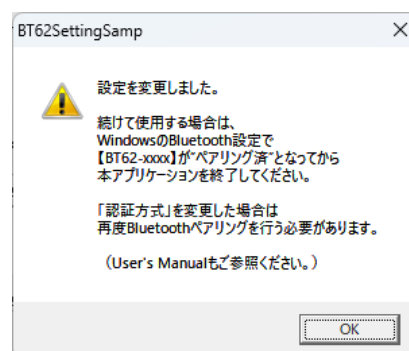 BT62SettingSamp
設定を変更しました。
続けて使用する場合は、
WindowsのBluetooth設定で
【BT62-xxxx】が"ペアリング済"となってから
本アプリケーションを終了してください。
「認証方式」を変更した場合は
再度Bluetoothペアリングを行う必要があります。
（User's Manualもご参照ください。）
OK